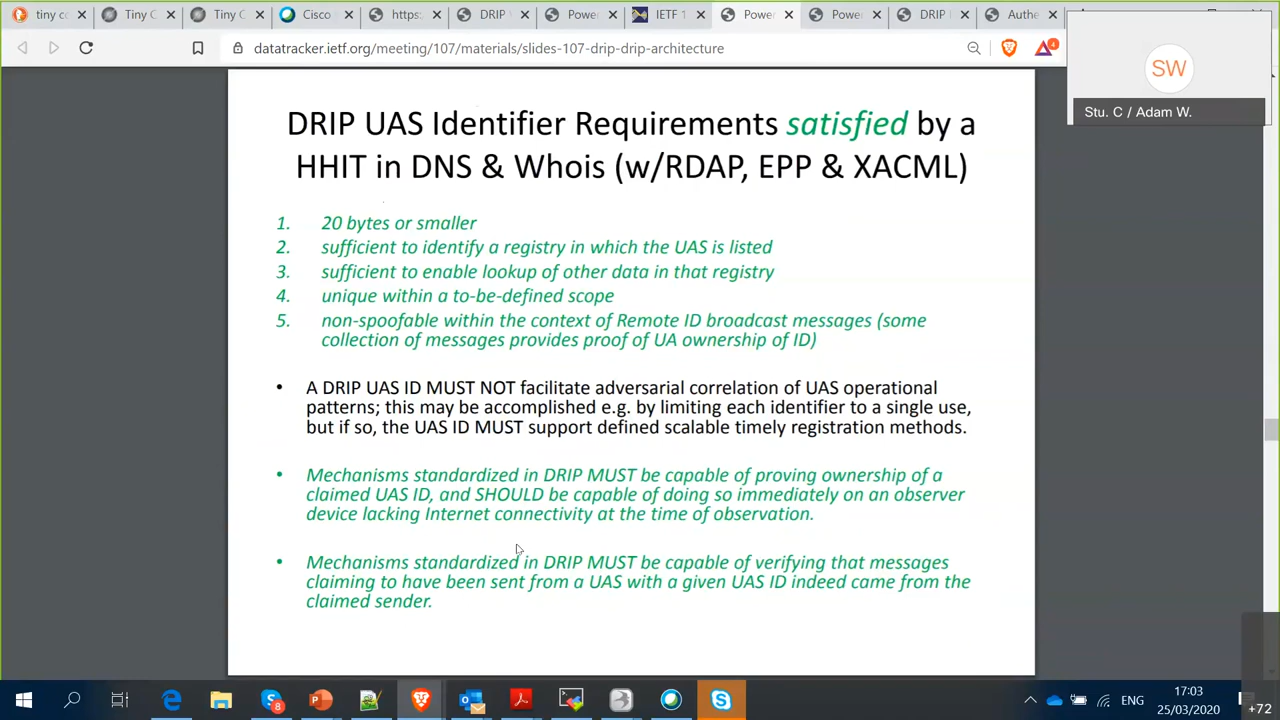 tiny cc
Tiny C
Tiny C
Cisco
https:
DRIP
Power
IETF 1
Power
Powe
DRIP
Authe
datatracker.ietf.org/meeting/107/materials/slides-107-drip-drip-architecture
4
SW
Stu. C / Adam W.
DRIP UAS Identifier Requirements satisfied by a
HHIT in DNS & Whois (w/RDAP, EPP & XACML)
1. 20 bytes or smaller
2. sufficient to identify a registry in which the UAS is listed
3. sufficient to enable lookup of other data in that registry
4. unique within a to-be-defined scope
5. non-spoofable within the context of Remote ID broadcast messages (some
collection of messages provides proof of UA ownership of ID)
• A DRIP UAS ID MUST NOT facilitate adversarial correlation of UAS operational
patterns; this may be accomplished e.g. by limiting each identifier to a single use,
but if so, the UAS ID MUST support defined scalable timely registration methods.
• Mechanisms standardized in DRIP MUST be capable of proving ownership of a
claimed UAS ID, and SHOULD be capable of doing so immediately on an observer
device lacking Internet connectivity at the time of observation.
• Mechanisms standardized in DRIP MUST be capable of verifying that messages
claiming to have been sent from a UAS with a given UAS ID indeed came from the
claimed sender.
8
ENG
17:03
25/03/2020
+72